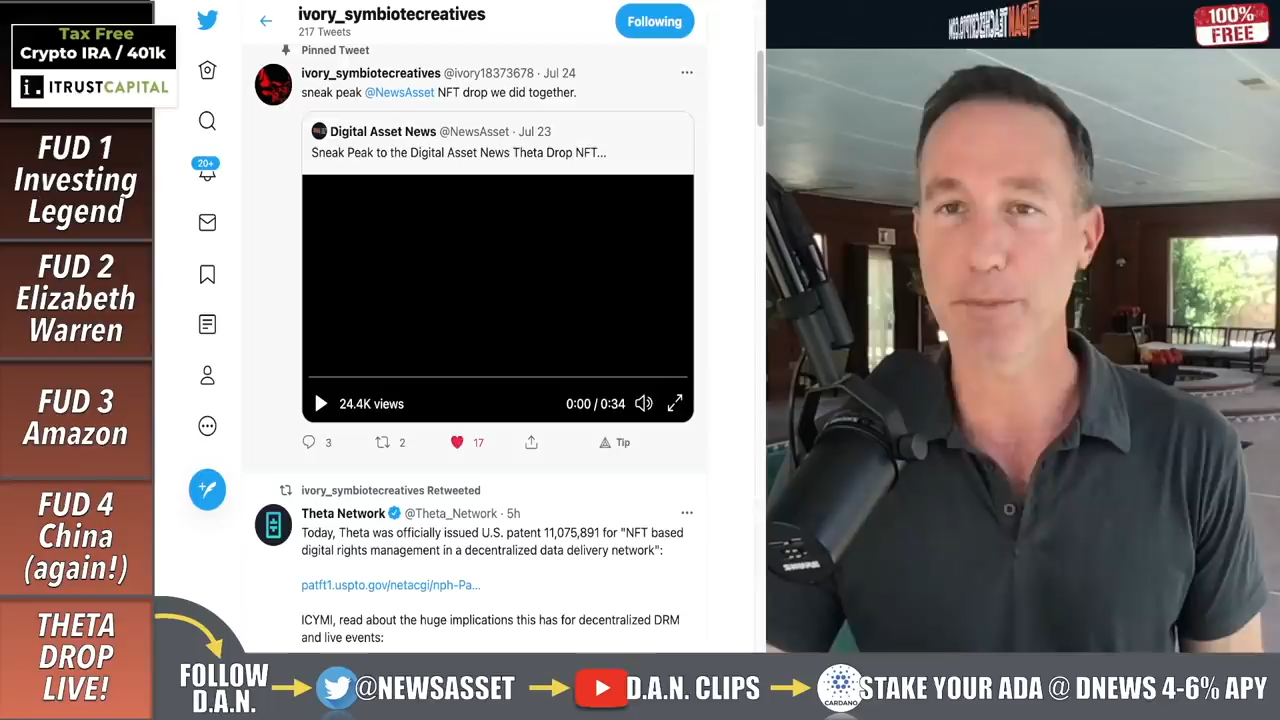 Tax Free
Crypto IRA / 401k
i. ITRUSTCAPITAL
FUD 1
Investing
Legend
FUD 2
Elizabeth
Warren
FUD 3
Amazon
FUD 4
China
(again!)
THETA
DROP
LIVE!
20+
ivory_symbiotecreatives
217 Tweets
Following
Pinned Tweet
ivory_symbiotecreatives @ivory18373678 · Jul 24
sneak peak @NewsAsset NFT drop we did together.
Digital Asset News @NewsAsset · Jul 23
Sneak Peak to the Digital Asset News Theta Drop NFT...
24.4K views
0:00 / 0:34
3
2
17
Tip
ivory_symbiotecreatives Retweeted
Theta Network @Theta_Network · 5h
Today, Theta was officially issued U.S. patent 11,075,891 for "NFT based
digital rights management in a decentralized data delivery network":
patft1.uspto.gov/netacgi/nph-Pa...
ICYMI, read about the huge implications this has for decentralized DRM
and live events:
100%
FREE
SHURE
FOLLOW
D.A.N.
@NEWSASSET
D.A.N. CLIPS
CARDANO
STAKE YOUR ADA @ DNEWS 4-6% APY